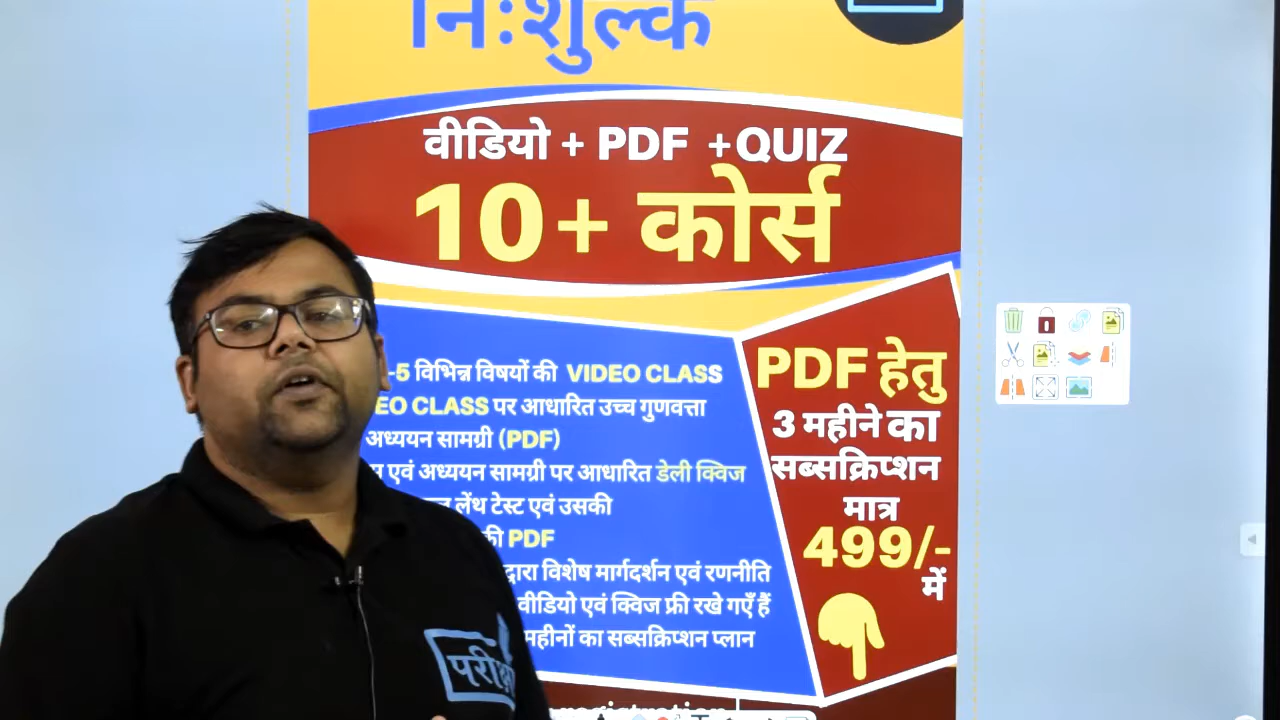 निःशुल्क
वीडियो + PDF +QUIZ
10+ कोर्स
-5 विभिन्न विषयों की VIDEO CLASS
EO CLASS पर आधारित उच्च गुणवत्ता
अध्ययन सामग्री (PDF)
एवं अध्ययन सामग्री पर आधारित डेली क्विज
लेंथ टेस्ट एवं उसकी
की PDF
द्वारा विशेष मार्गदर्शन एवं रणनीति
वीडियो एवं क्विज फ्री रखे गएँ हैं
महीनों का सब्सक्रिप्शन प्लान
PDF हेतु
3 महीने का
सब्सक्रिप्शन
मात्र
499/-
में